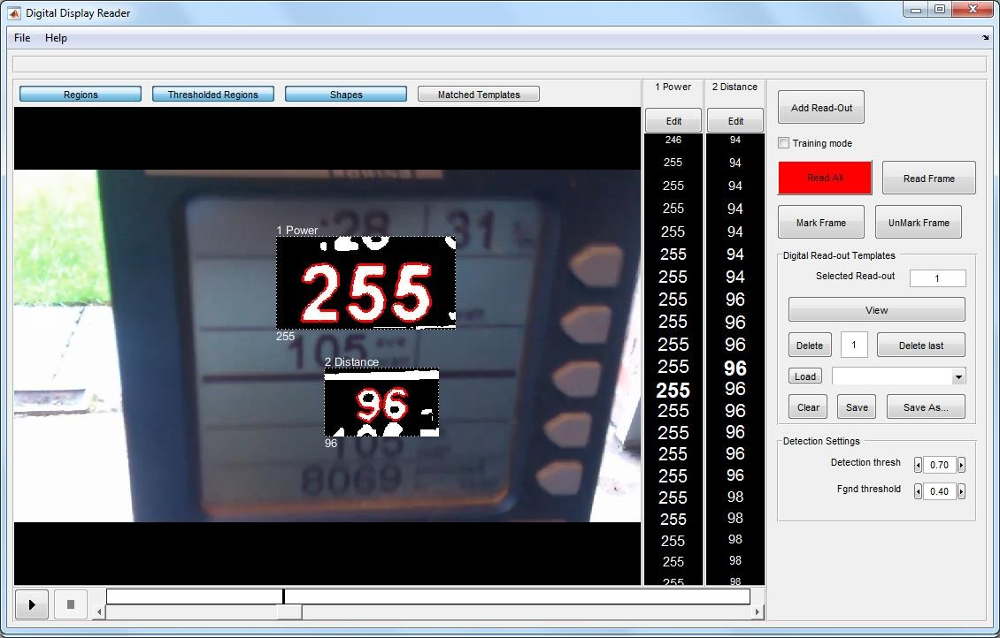 Digital Display Reader
File Help
Regions Thresholded Regions Shapes Matched Templates
1 Power 2 Distance
Edit Edit
246 94
255 94
255 94
255 94
255 94
255 94
255 94
255 96
255 96
255 96
255 96
255 96
255 96
255 96
255 96
255 96
255 98
255 98
255 98
255 98
255 98
:28 31
1 Power
255
255
105 ave
2 Distance
96
96
105
8069
Add Read-Out
Training mode
Read All Read Frame
Mark Frame UnMark Frame
Digital Read-out Templates
Selected Read-out 1
View
Delete 1 Delete last
Load
Clear Save Save As...
Detection Settings
Detection thresh 0.70
Fgnd threshold 0.40